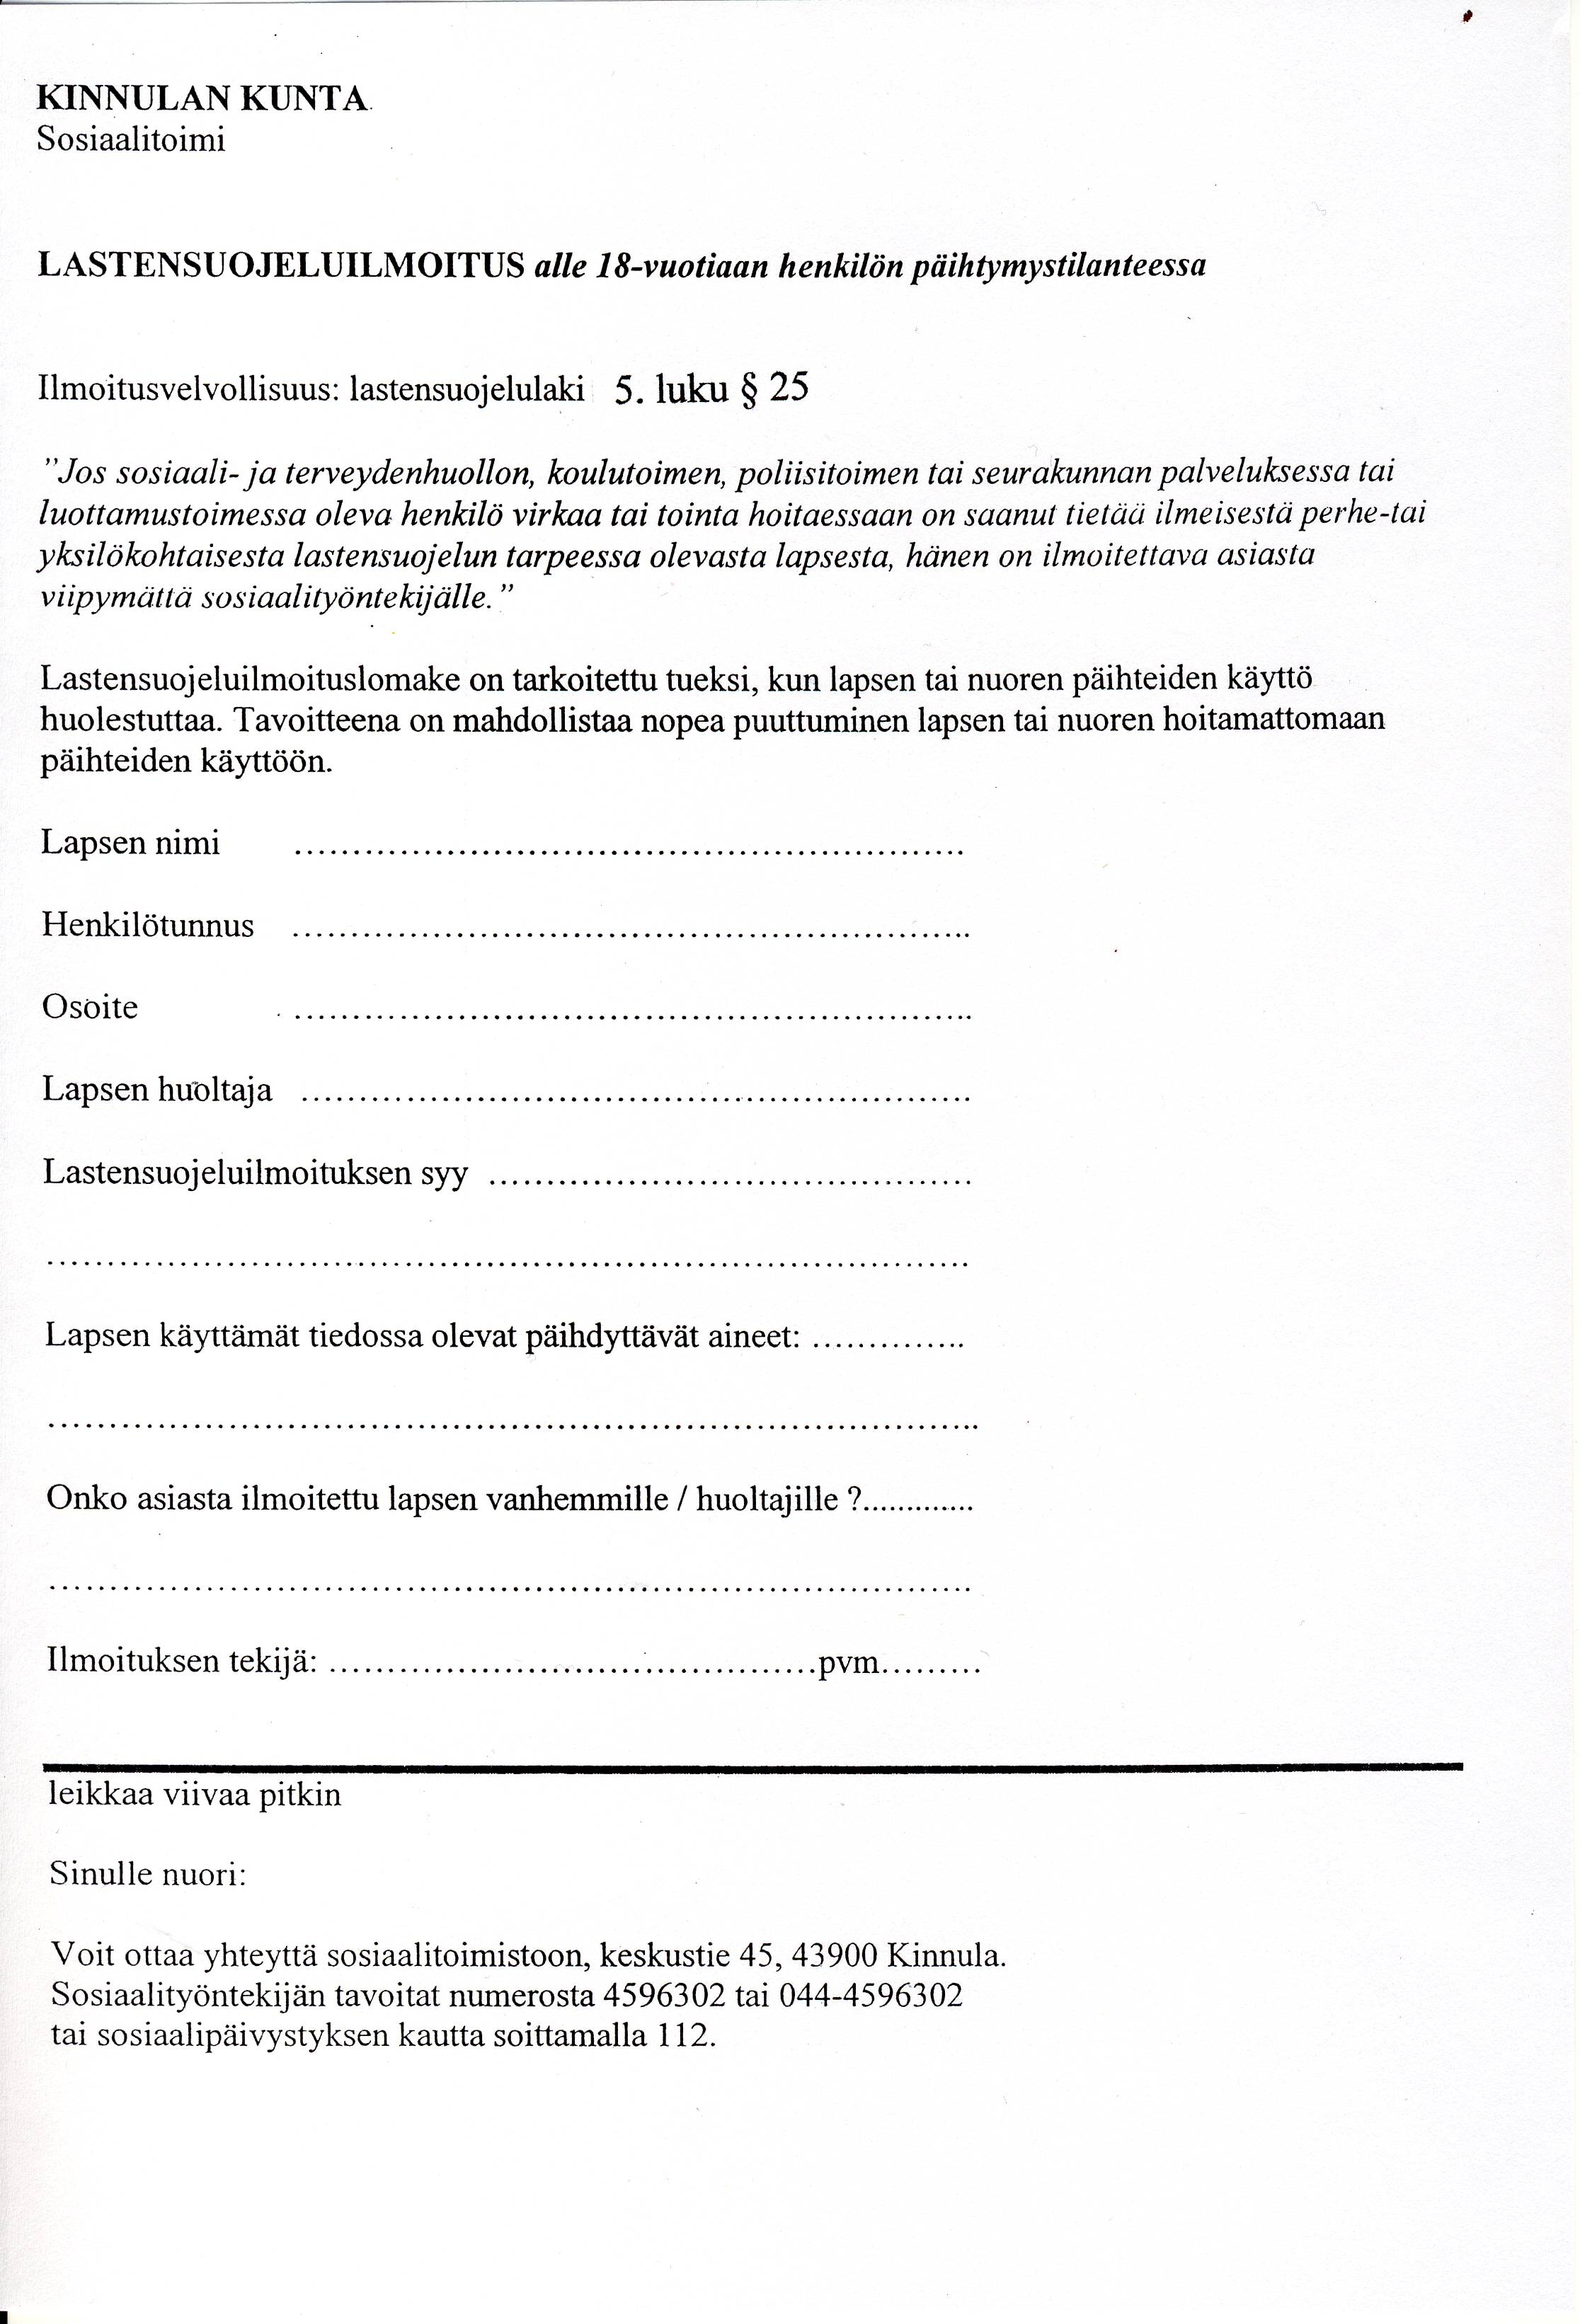 KINNULAN KUNTA
Sosiaalitoimi
LASTENSUOJELUILMOITUS alle 18-vuotiaan henkilön päihtymystilanteessa
Ilmoitusvelvollisuus: lastensuojelulaki 5. luku § 25
”Jos sosiaali- ja terveydenhuollon, koulutoimen, poliisitoimen tai seurakunnan palveluksessa tai
luottamustoimessa oleva henkilö virkaa tai tointa hoitaessaan on saanut tietää ilmeisestä perhe-tai
yksilökohtaisesta lastensuojelun tarpeessa olevasta lapsesta, hänen on ilmoitettava asiasta
viipymättä sosiaalityöntekijälle.”
Lastensuojeluilmoituslomake on tarkoitettu tueksi, kun lapsen tai nuoren päihteiden käyttö
huolestuttaa. Tavoitteena on mahdollistaa nopea puuttuminen lapsen tai nuoren hoitamattomaan
päihteiden käyttöön.
Lapsen nimi ..........................................................
Henkilötunnus ..........................................................
Osoite ..........................................................
Lapsen huoltaja ..........................................................
Lastensuojeluilmoituksen syy ..........................................
................................................................................
Lapsen käyttämät tiedossa olevat päihdyttävät aineet: ..............
................................................................................
Onko asiasta ilmoitettu lapsen vanhemmille / huoltajille ?.............
................................................................................
Ilmoituksen tekijä: ..........................................pvm.........
leikkaa viivaa pitkin
Sinulle nuori:
Voit ottaa yhteyttä sosiaalitoimistoon, keskustie 45, 43900 Kinnula.
Sosiaalityöntekijän tavoitat numerosta 4596302 tai 044-4596302
tai sosiaalipäivystyksen kautta soittamalla 112.